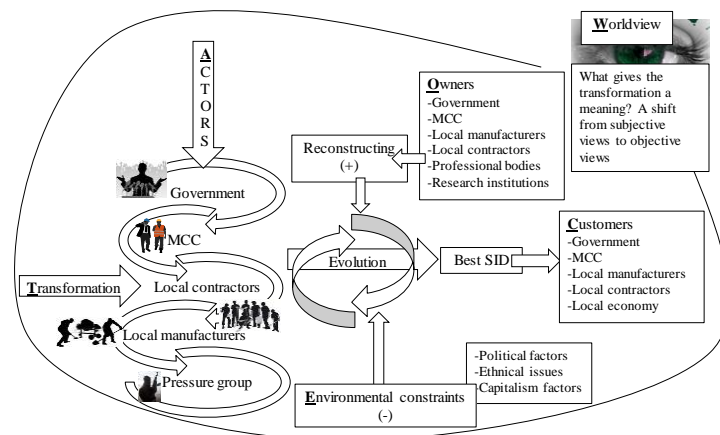 ACTORS
Government
MCC
Local contractors
Transformation
Local manufacturers
Pressure group
Reconstructing
(+)
Evolution
Environmental constraints
(-)
-Political factors
-Ethnical issues
-Capitalism factors
Owners
-Government
-MCC
-Local manufacturers
-Local contractors
-Professional bodies
-Research institutions
Best SID
Customers
-Government
-MCC
-Local manufacturers
-Local contractors
-Local economy
Worldview
What gives the
transformation a
meaning? A shift
from subjective
views to objective
views